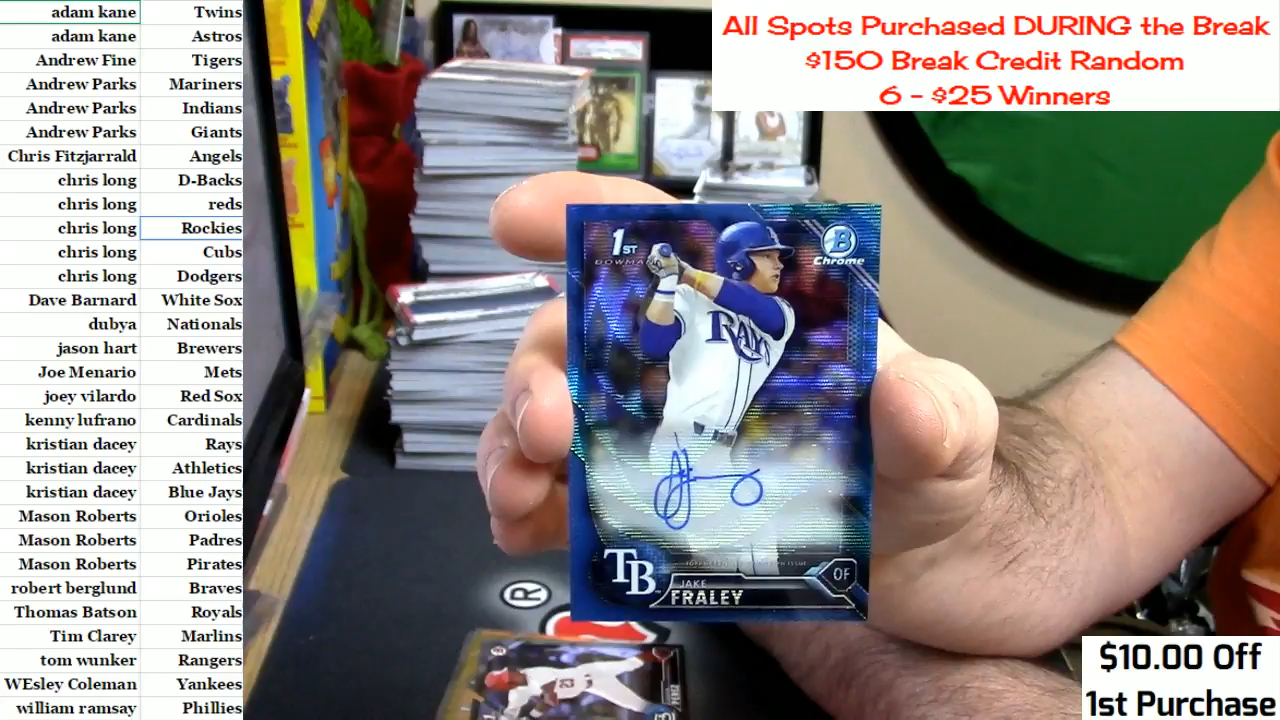 adam kane Twins
adam kane Astros
Andrew Fine Tigers
Andrew Parks Mariners
Andrew Parks Indians
Andrew Parks Giants
Chris Fitzjarrald Angels
chris long D-Backs
chris long reds
chris long Rockies
chris long Cubs
chris long Dodgers
Dave Barnard White Sox
dubya Nationals
jason hart Brewers
Joe Menario Mets
joey vilardo Red Sox
kenny lufrano Cardinals
kristian dacey Rays
kristian dacey Athletics
kristian dacey Blue Jays
Mason Roberts Orioles
Mason Roberts Padres
Mason Roberts Pirates
robert berglund Braves
Thomas Batson Royals
Tim Clarey Marlins
tom wunker Rangers
WEsley Coleman Yankees
william ramsay Phillies
All Spots Purchased DURING the Break
$150 Break Credit Random
6 - $25 Winners
1ST
BOWMAN
B
Chrome
RAYS
TB
JAKE
FRALEY
OF
R
$10.00 Off
1st Purchase